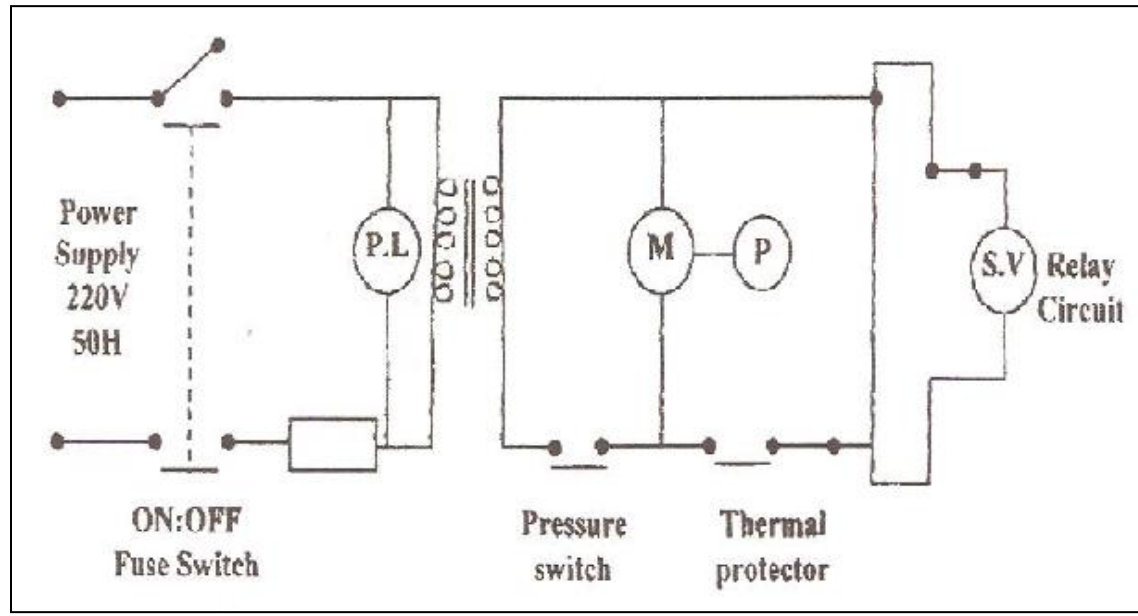 Power
Supply
220V
50H
P.L
M
P
S.V
Relay
Circuit
ON:OFF
Fuse Switch
Pressure
switch
Thermal
protector